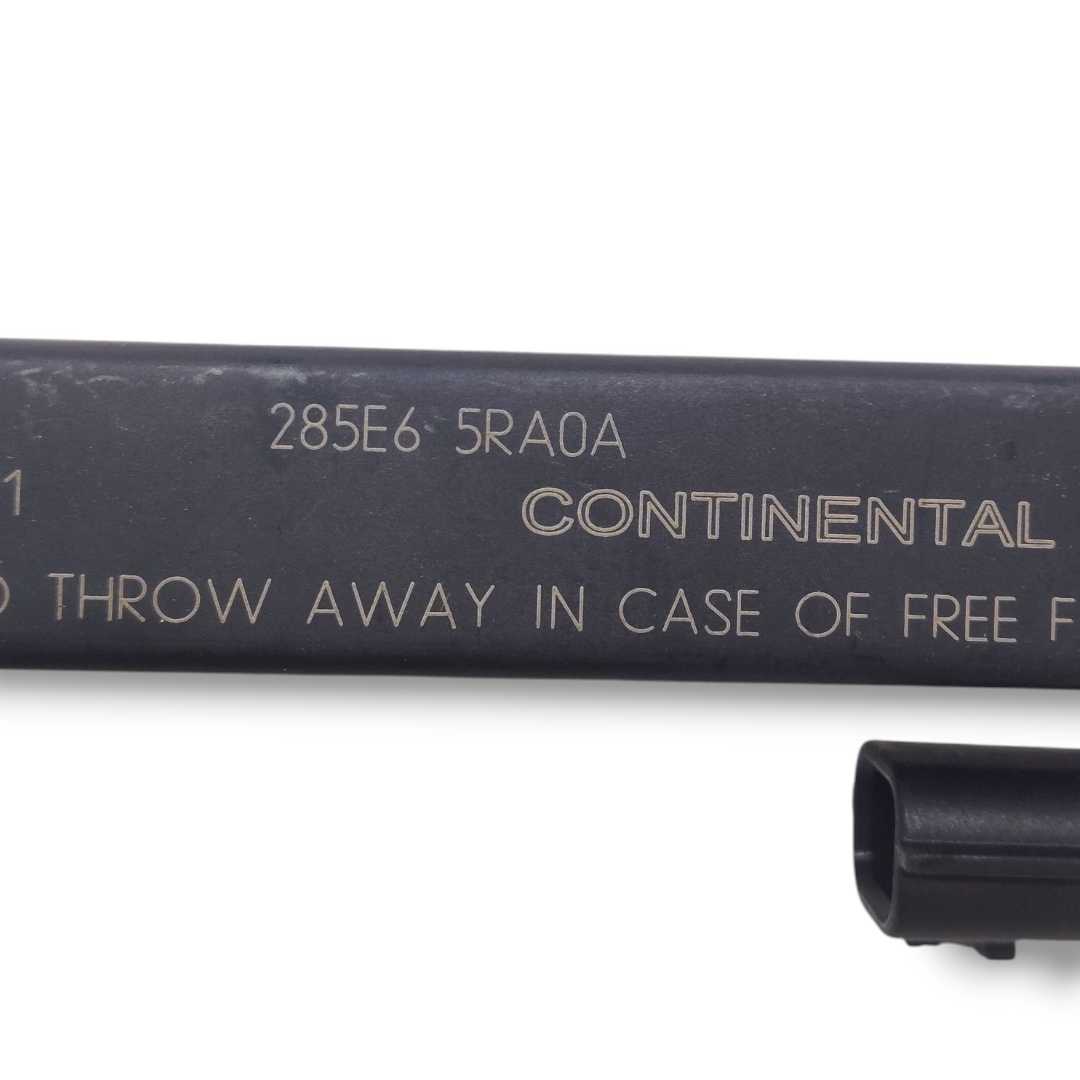 285E6 5RA0A
1
CONTINENTAL
THROW AWAY IN CASE OF FREE F